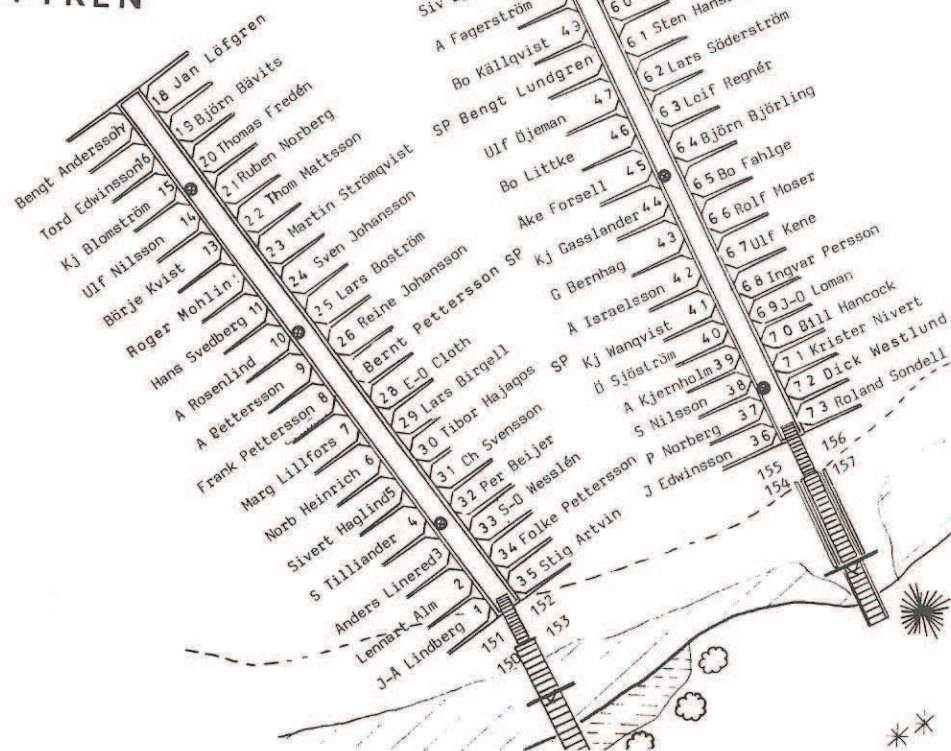 18 Jan Löfgren
19 Björn Bävits
20 Thomas Fredén
21 Ruben Norberg
22 Thom Mattsson
23 Martin Strömqvist
24 Sven Johansson
25 Lars Boström
26 Reine Johansson
Bernt Pettersson SP
28 E-O Cloth
29 Lars Birgell
30 Tibor Hajagos SP
31 Ch Svensson
32 Per Beijer
33 S-O Wesslén
34 Folke Pettersson
35 Stig Artvin
Bengt Andersson
Tord Edwinsson 16
Kj Blomström 15
Ulf Nilsson 14
Börje Kvist 13
Roger Mohlin
Hans Svedberg 11
A Rosenlind 10
A Pettersson 9
Frank Pettersson 8
Marg Lillfors 7
Norb Heinrich 6
Sivert Haglind 5
S Tilliander 4
Anders Linered 3
Lennart Alm 2
J-Å Lindberg 1
151
150
152
153
Siv
A Fagerström
Bo Källqvist 49
SP Bengt Lundgren
Ulf Öjeman 47
Bo Littke 46
Åke Forsell 45
Kj Gasslander 44
G Bernhag 43
A Israelsson 42
Kj Wanqvist 41
Ö Sjöström 40
A Kjernholm 39
S Nilsson 38
P Norberg 37
J Edwinsson 36
60
61 Sten
62 Lars Söderström
63 Leif Regnér
64 Björn Björling
65 Bo Fahlge
66 Rolf Moser
67 Ulf Kene
68 Ingvar Persson
69 J-O Loman
70 Bill Hancock
71 Krister Nivert
72 Dick Westlund
73 Roland Sondell
155
154
156
157